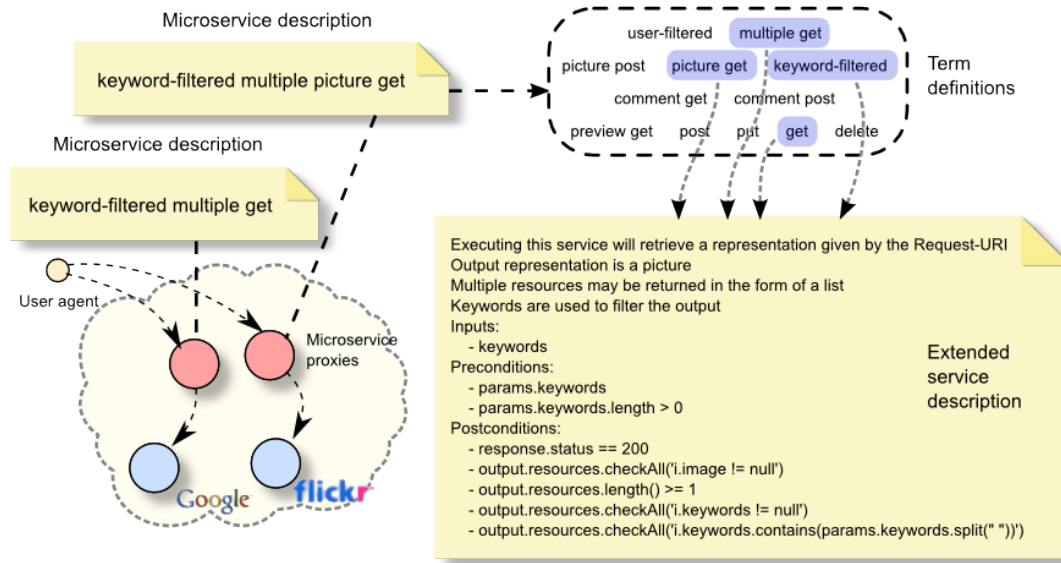 Microservice description
keyword-filtered multiple picture get
Microservice description
keyword-filtered multiple get
User agent
Microservice
proxies
Google
flickr
user-filtered multiple get
picture post picture get keyword-filtered
comment get comment post
preview get post put get delete
Term
definitions
Executing this service will retrieve a representation given by the Request-URI
Output representation is a picture
Multiple resources may be returned in the form of a list
Keywords are used to filter the output
Inputs:
- keywords
Preconditions:
- params.keywords
- params.keywords.length > 0
Postconditions:
- response.status == 200
- output.resources.checkAll('i.image != null')
- output.resources.length() >= 1
- output.resources.checkAll('i.keywords != null')
- output.resources.checkAll('i.keywords.contains(params.keywords.split(" "))')
Extended
service
description